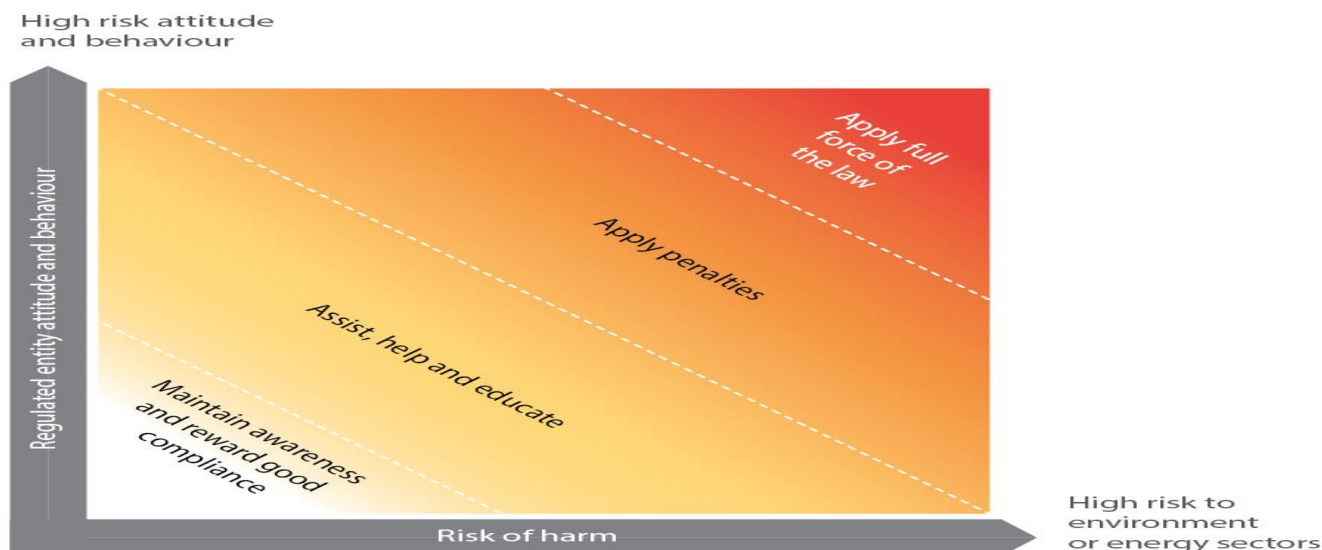 High risk attitude
and behaviour
Regulated entity attitude and behaviour
Apply full
force of
the law
Apply penalties
Assist, help and educate
Maintain awareness
and reward good
compliance
Risk of harm
High risk to
environment
or energy sectors